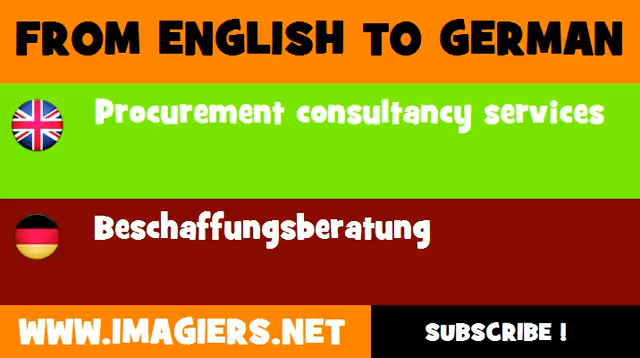 FROM ENGLISH TO GERMAN
Procurement consultancy services
Beschaffungsberatung
WWW.IMAGIERS.NET
SUBSCRIBE !